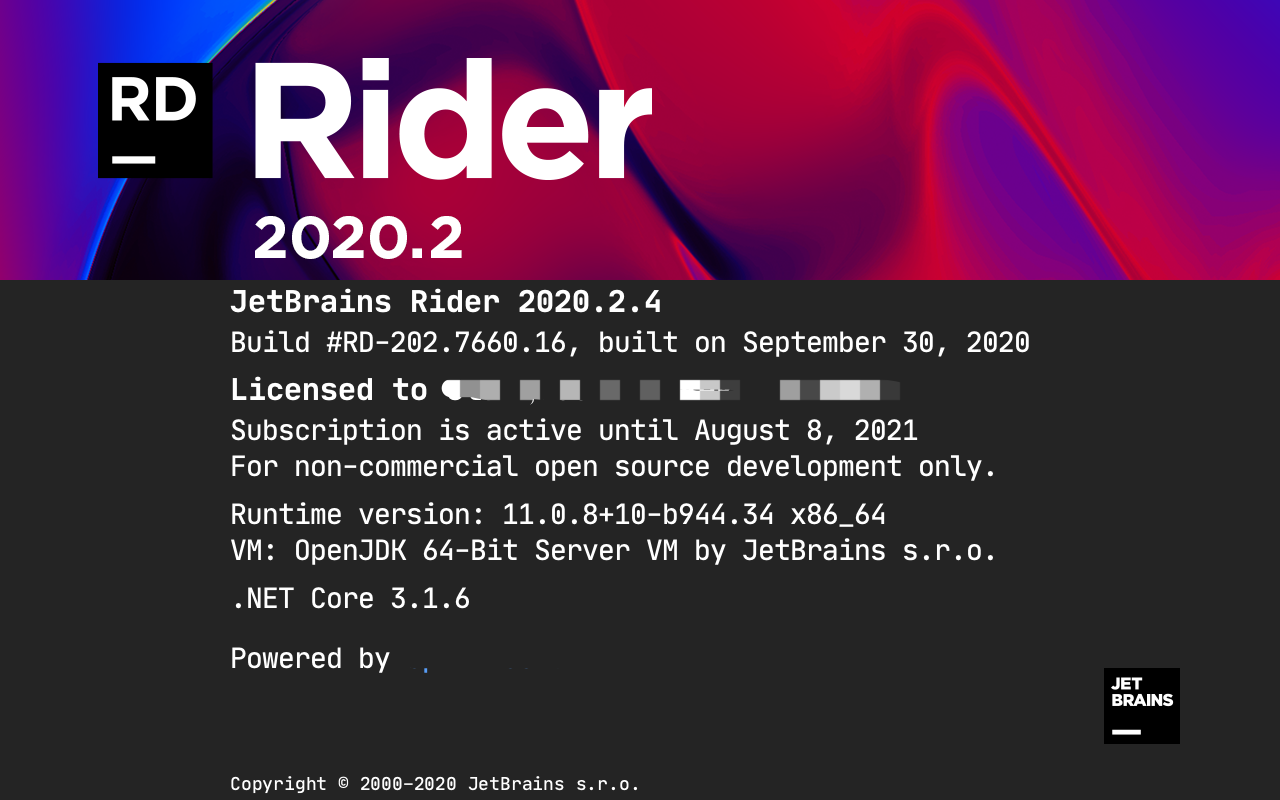 RD
Rider
2020.2
JetBrains Rider 2020.2.4
Build #RD-202.7660.16, built on September 30, 2020
Licensed to
Subscription is active until August 8, 2021
For non-commercial open source development only.
Runtime version: 11.0.8+10-b944.34 x86_64
VM: OpenJDK 64-Bit Server VM by JetBrains s.r.o.
.NET Core 3.1.6
Powered by
JET
BRAINS
Copyright © 2000-2020 JetBrains s.r.o.